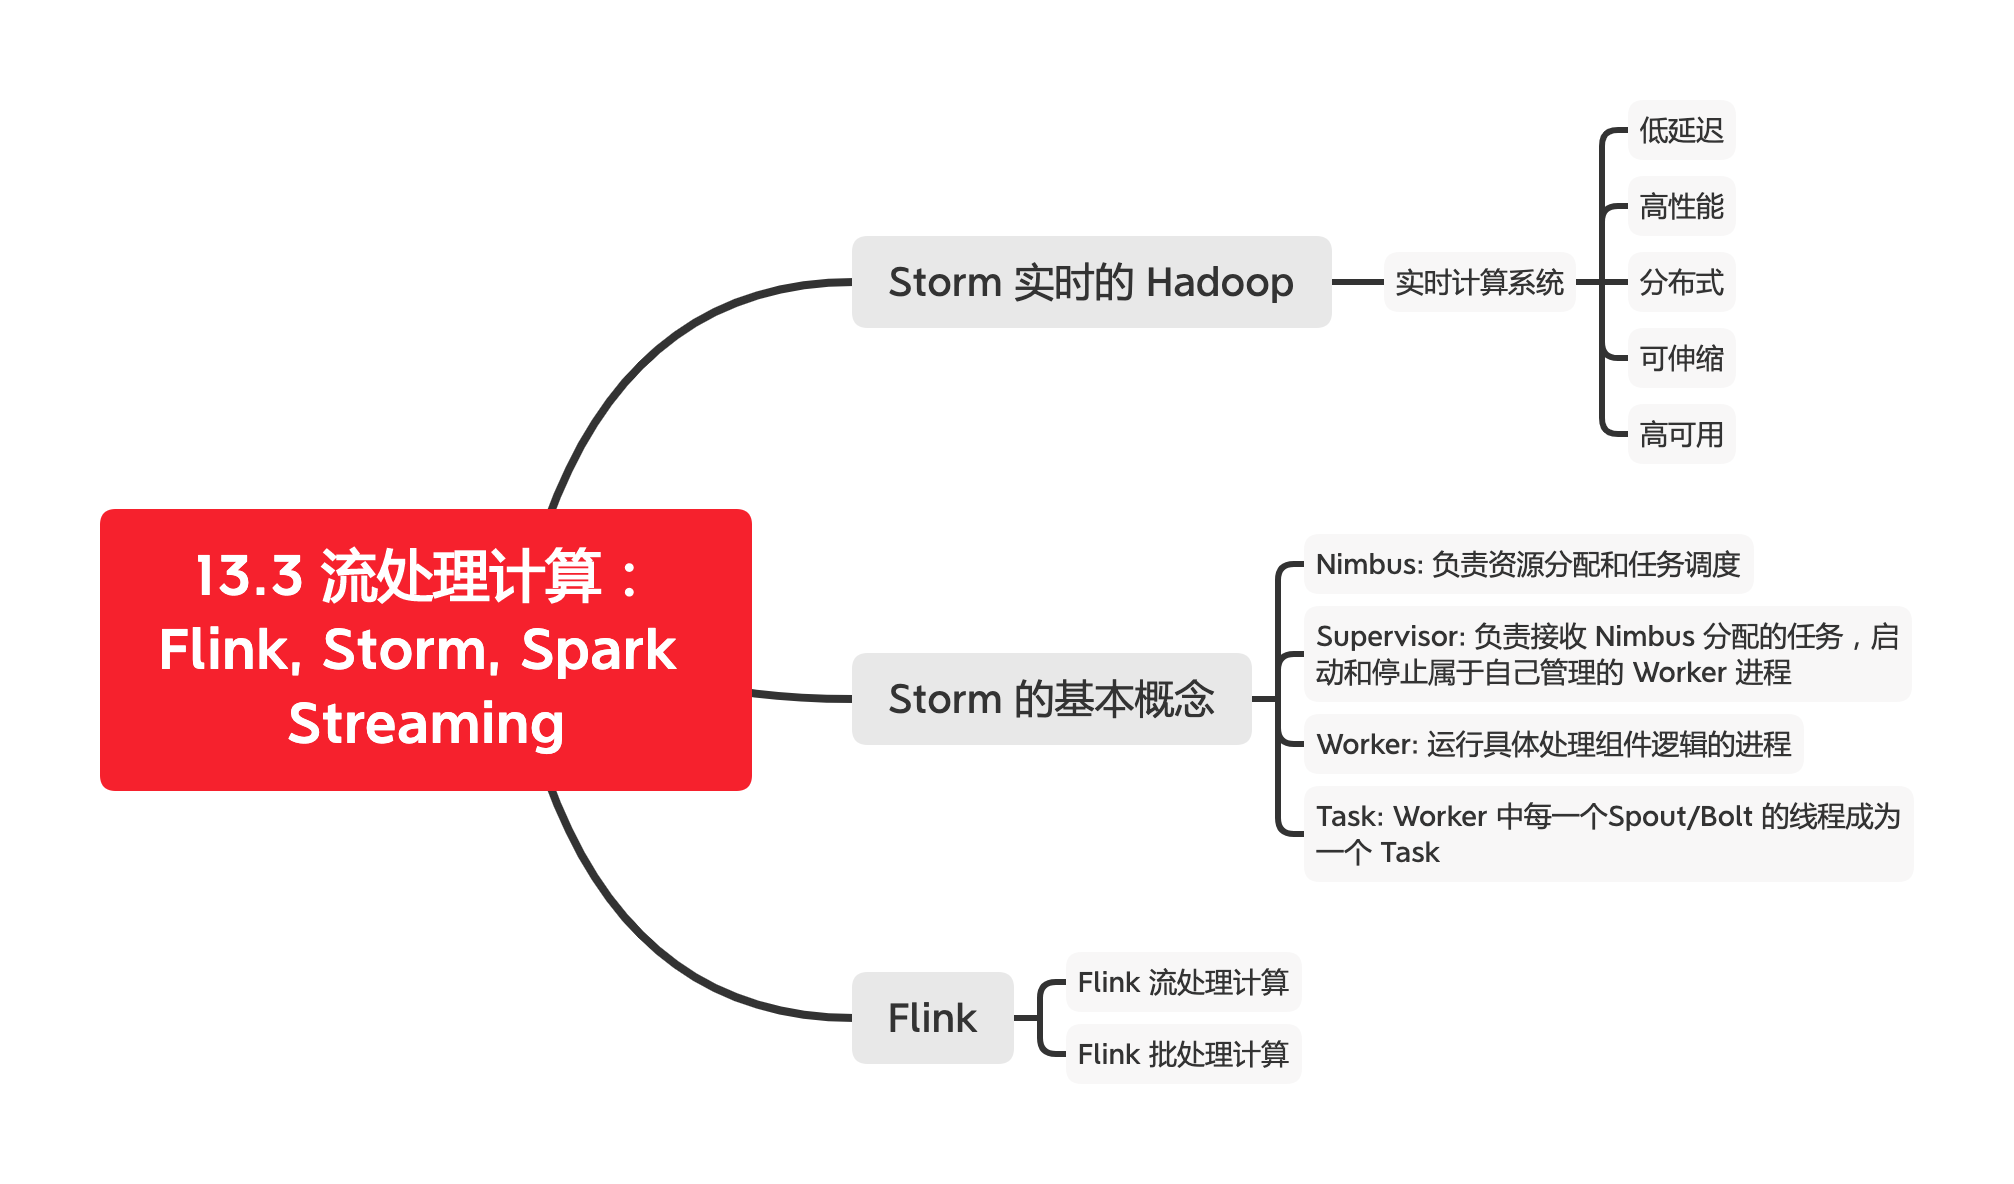 13.3 流处理计算：
Flink, Storm, Spark
Streaming
Storm 实时的 Hadoop
实时计算系统
低延迟
高性能
分布式
可伸缩
高可用
Storm 的基本概念
Nimbus: 负责资源分配和任务调度
Supervisor: 负责接收 Nimbus 分配的任务，启
动和停止属于自己管理的 Worker 进程
Worker: 运行具体处理组件逻辑的进程
Task: Worker 中每一个Spout/Bolt 的线程成为
一个 Task
Flink
Flink 流处理计算
Flink 批处理计算